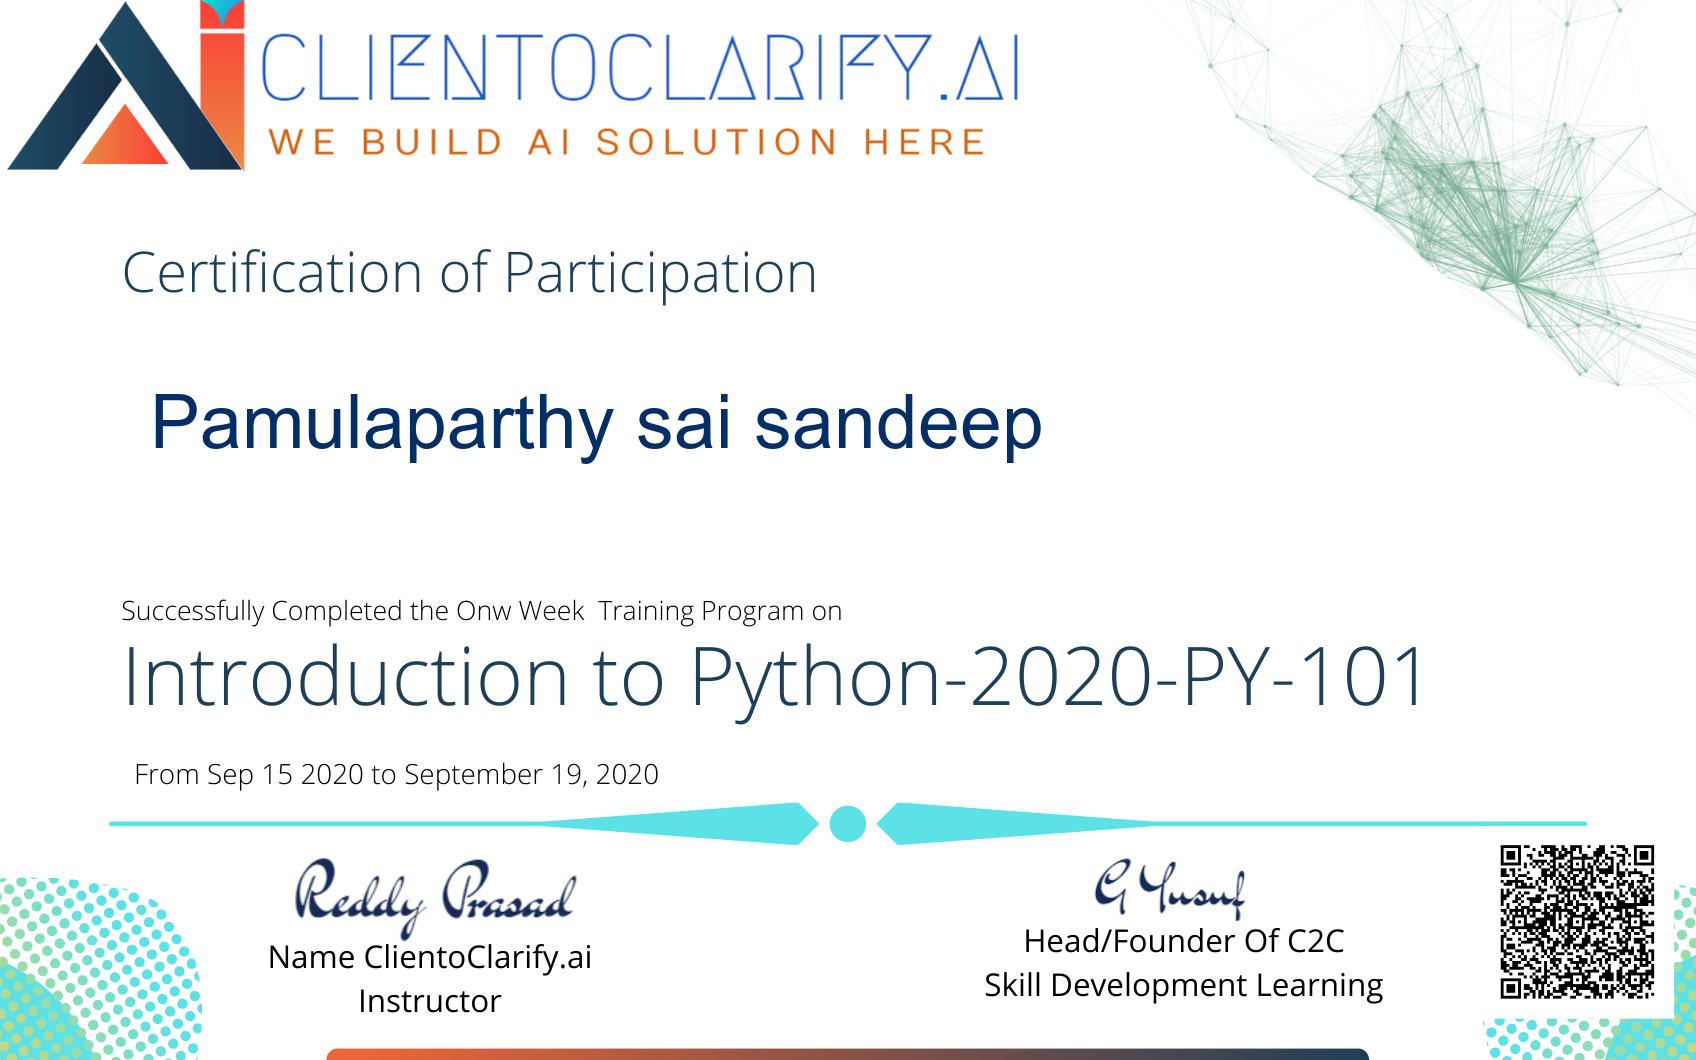 CLIENTOCLARIFY.AI
WE BUILD AI SOLUTION HERE
Certification of Participation
Pamulaparthy sai sandeep
Successfully Completed the Onw Week  Training Program on
Introduction to Python-2020-PY-101
From Sep 15 2020 to September 19, 2020
Reddy Prasad
Name ClientoClarify.ai
Instructor
G Yusuf
Head/Founder Of C2C
Skill Development Learning